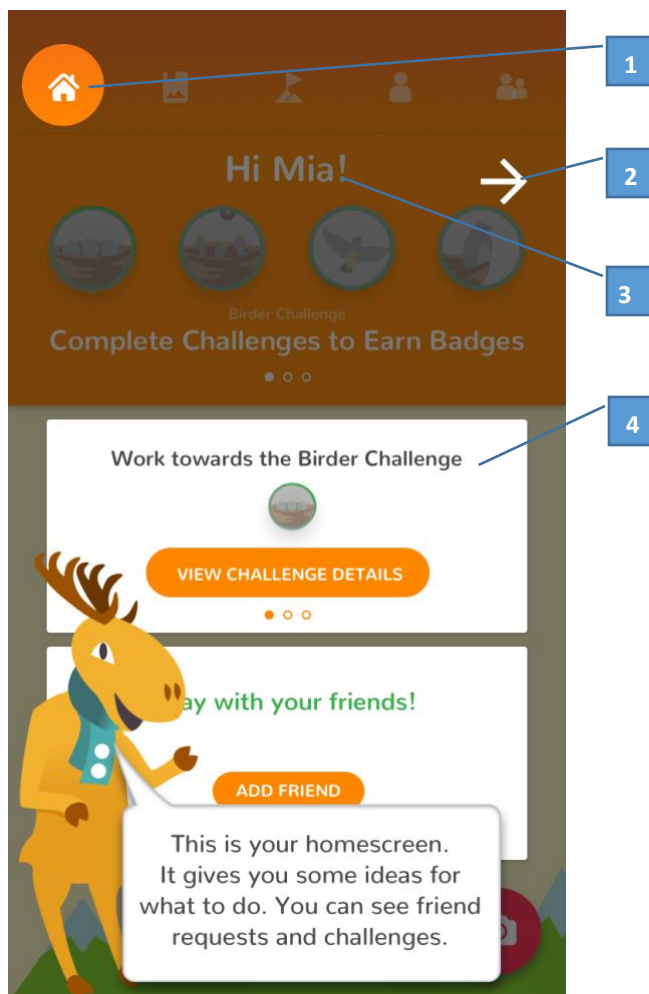 1
Hi Mia!
2
3
Birder Challenge
Complete Challenges to Earn Badges
4
Work towards the Birder Challenge
VIEW CHALLENGE DETAILS
ay with your friends!
ADD FRIEND
This is your homescreen.
It gives you some ideas for
what to do. You can see friend
requests and challenges.